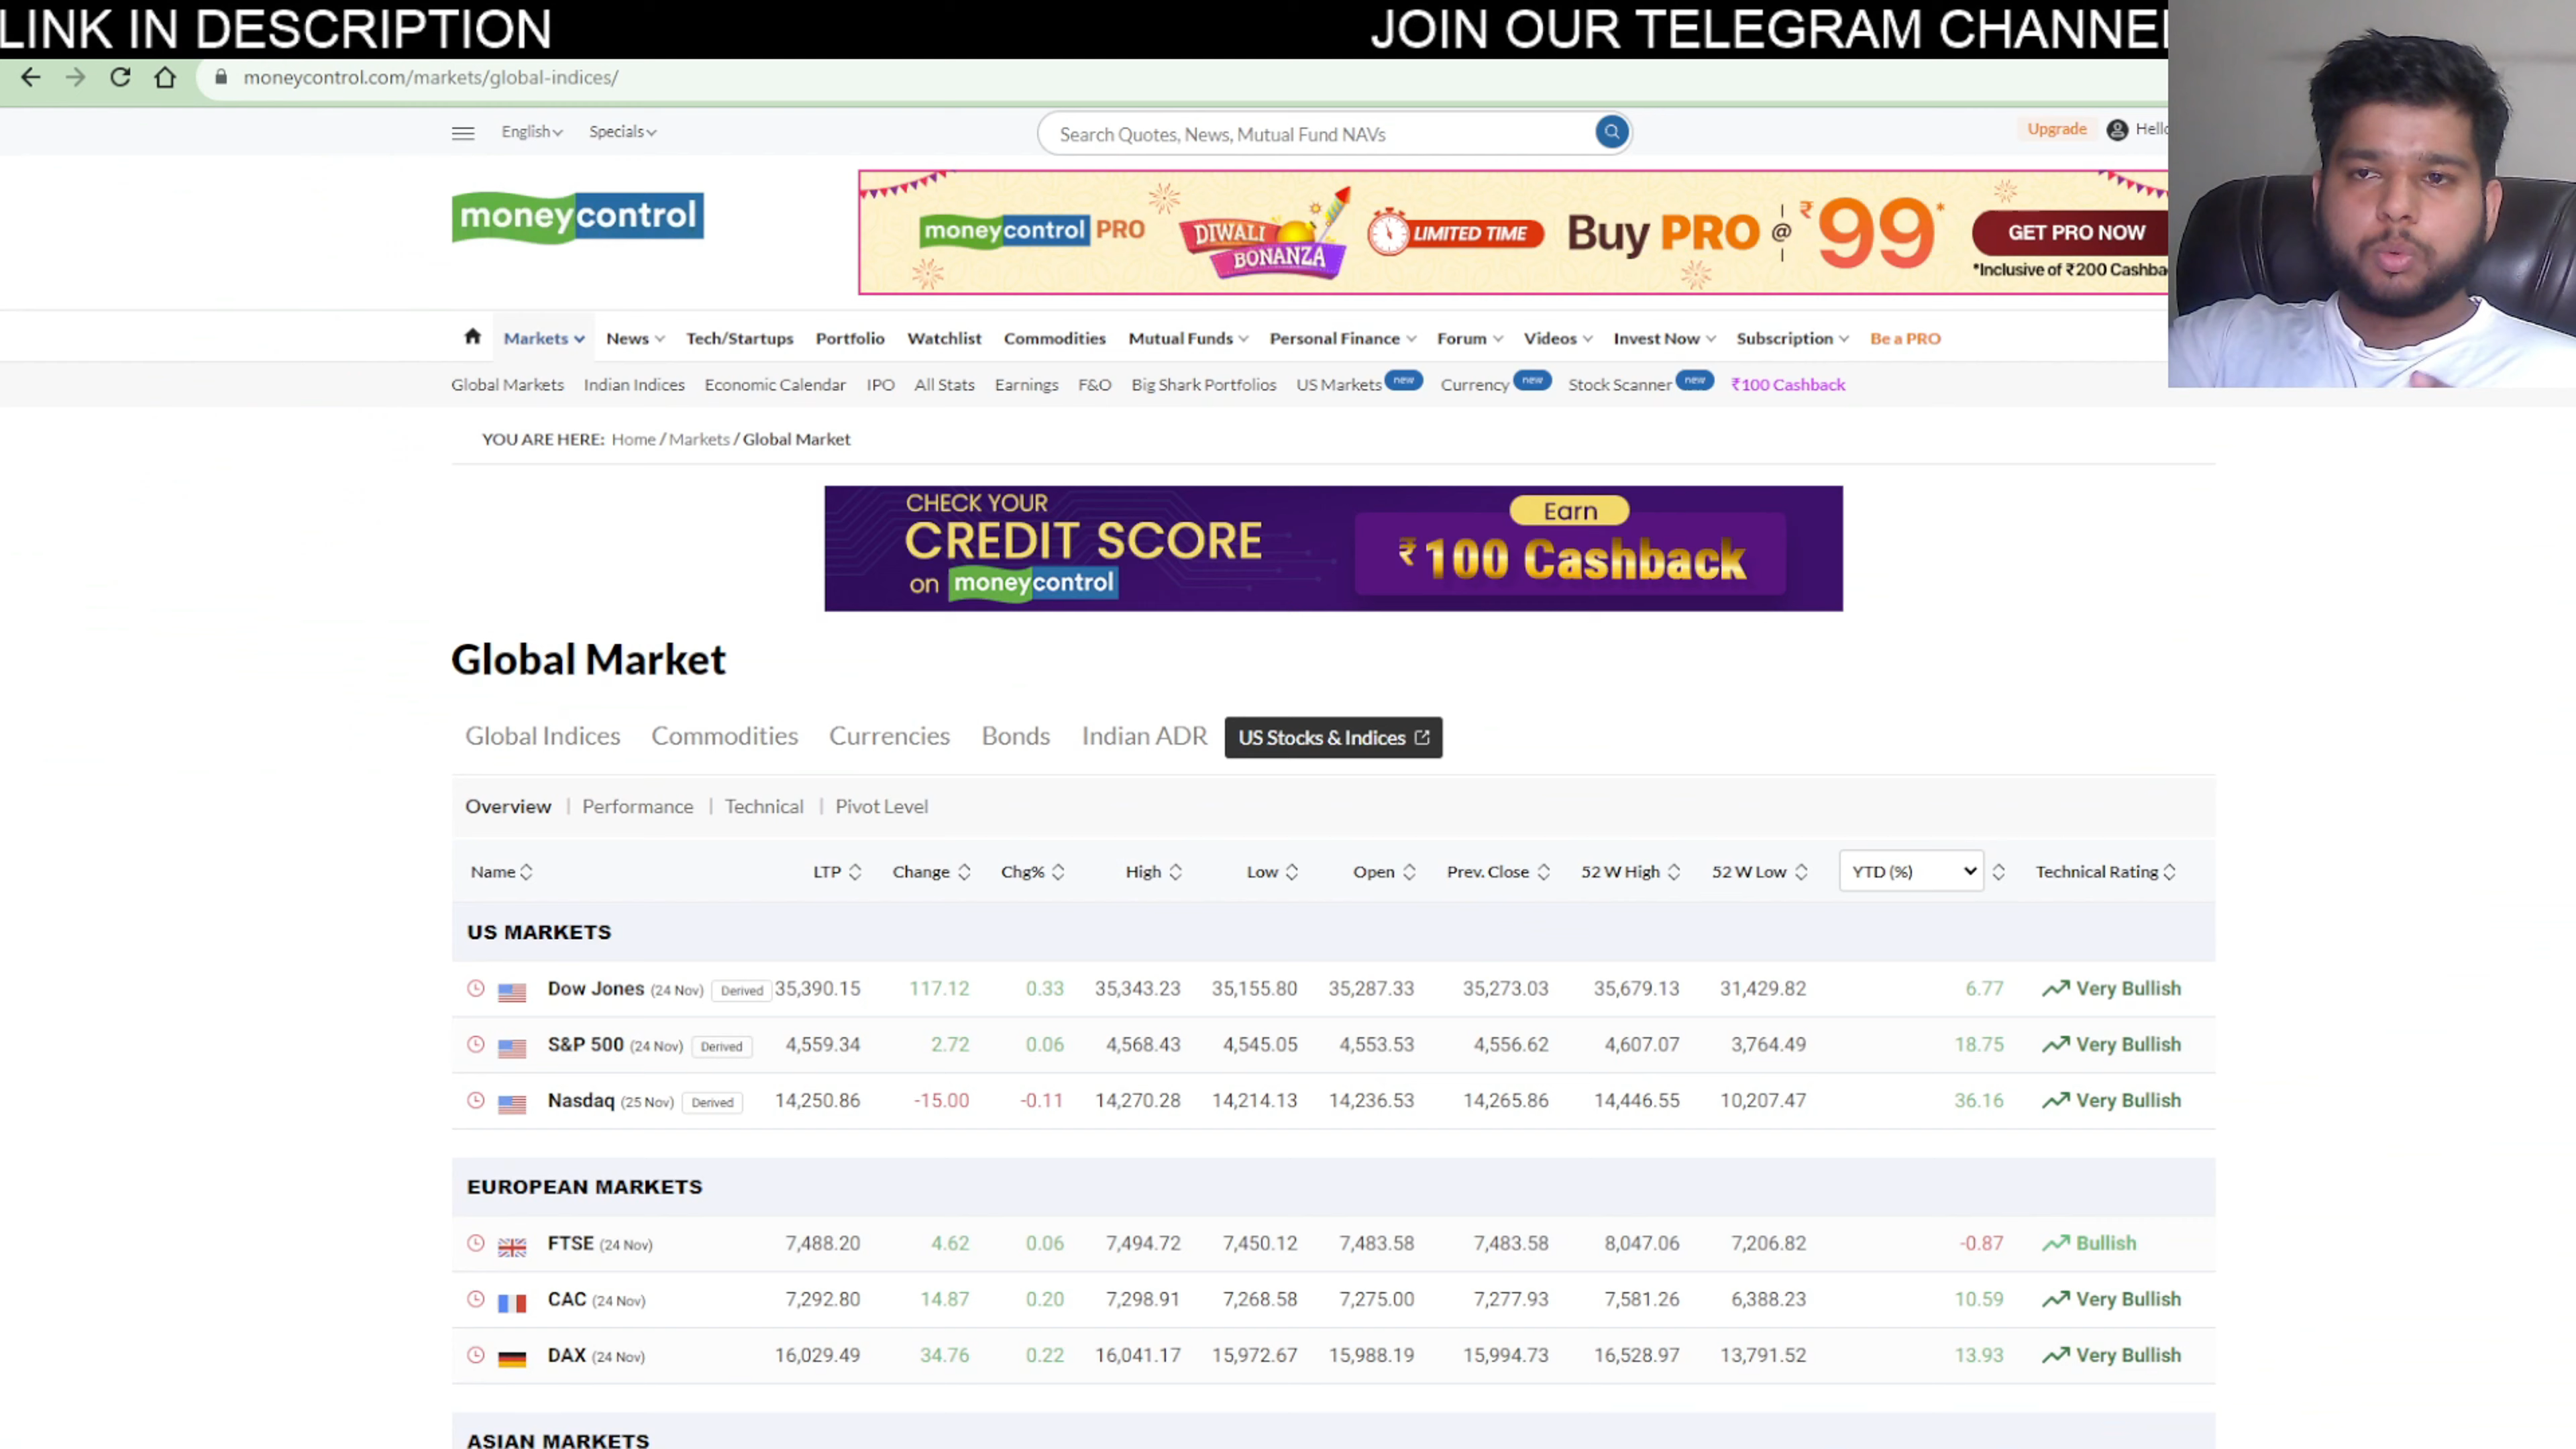 LINK IN DESCRIPTION
JOIN OUR TELEGRAM CHANNEL
moneycontrol.com/markets/global-indices/
English Specials
Search Quotes, News, Mutual Fund NAVs
Upgrade
moneycontrol
moneycontrol PRO DIWALI BONANZA LIMITED TIME Buy PRO @ ₹99* GET PRO NOW
*Inclusive of ₹200
Markets News Tech/Startups Portfolio Watchlist Commodities Mutual Funds Personal Finance Forum Videos Invest Now Subscription Be a PRO
Global Markets Indian Indices Economic Calendar IPO All Stats Earnings F&O Big Shark Portfolios US Markets new Currency new Stock Scanner new ₹100 Cashback
YOU ARE HERE: Home / Markets / Global Market
CHECK YOUR
CREDIT SCORE
on moneycontrol
Earn
₹100 Cashback
Global Market
Global Indices Commodities Currencies Bonds Indian ADR US Stocks & Indices
Overview | Performance | Technical | Pivot Level
Name LTP Change Chg% High Low Open Prev. Close 52 W High 52 W Low YTD (%) Technical Rating
US MARKETS
Dow Jones (24 Nov) Derived 35,390.15 117.12 0.33 35,343.23 35,155.80 35,287.33 35,273.03 35,679.13 31,429.82 6.77 Very Bullish
S&P 500 (24 Nov) Derived 4,559.34 2.72 0.06 4,568.43 4,545.05 4,553.53 4,556.62 4,607.07 3,764.49 18.75 Very Bullish
Nasdaq (25 Nov) Derived 14,250.86 -15.00 -0.11 14,270.28 14,214.13 14,236.53 14,265.86 14,446.55 10,207.47 36.16 Very Bullish
EUROPEAN MARKETS
FTSE (24 Nov) 7,488.20 4.62 0.06 7,494.72 7,450.12 7,483.58 7,483.58 8,047.06 7,206.82 -0.87 Bullish
CAC (24 Nov) 7,292.80 14.87 0.20 7,298.91 7,268.58 7,275.00 7,277.93 7,581.26 6,388.23 10.59 Very Bullish
DAX (24 Nov) 16,029.49 34.76 0.22 16,041.17 15,972.67 15,988.19 15,994.73 16,528.97 13,791.52 13.93 Very Bullish
ASIAN MARKETS